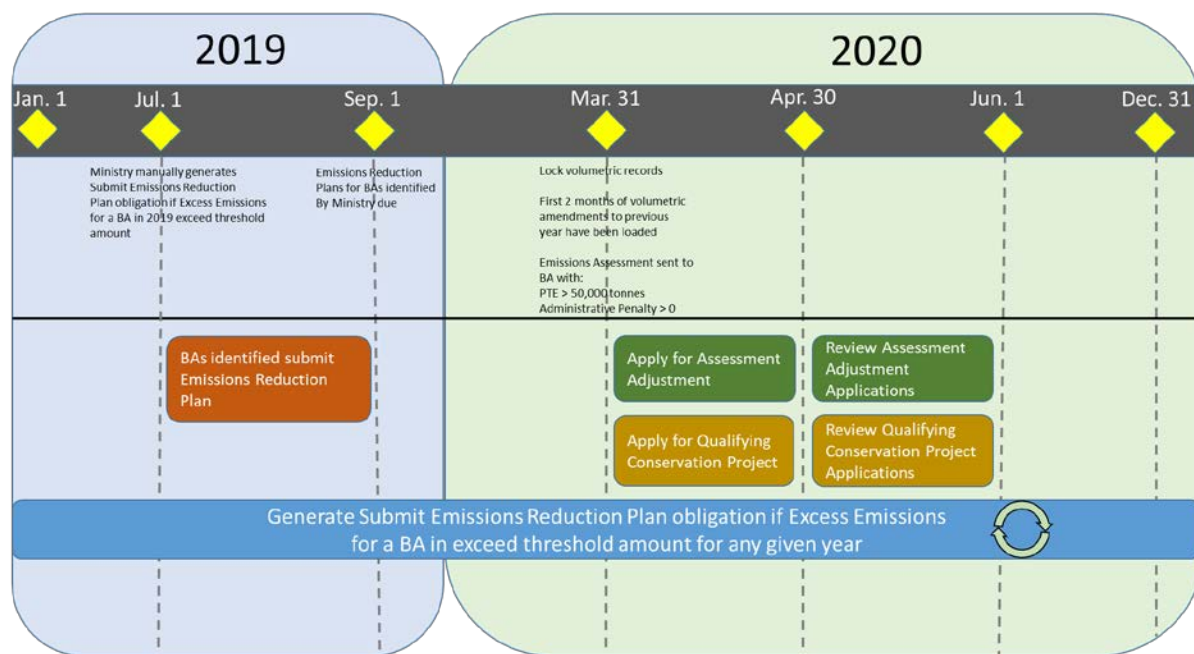 2019
2020
Jan. 1
Jul. 1
Sep. 1
Mar. 31
Apr. 30
Jun. 1
Dec. 31
Ministry manually generates
Submit Emissions Reduction
Plan obligation if Excess Emissions
for a BA in 2019 exceed threshold
amount
Emissions Reduction
Plans for BAs identified
By Ministry due
Lock volumetric records
First 2 months of volumetric
amendments to previous
year have been loaded
Emissions Assessment sent to
BA with:
PTE > 50,000 tonnes
Administrative Penalty > 0
BAs identified submit
Emissions Reduction
Plan
Apply for Assessment
Adjustment
Review Assessment
Adjustment
Applications
Apply for Qualifying
Conservation Project
Review Qualifying
Conservation Project
Applications
Generate Submit Emissions Reduction Plan obligation if Excess Emissions
for a BA in exceed threshold amount for any given year